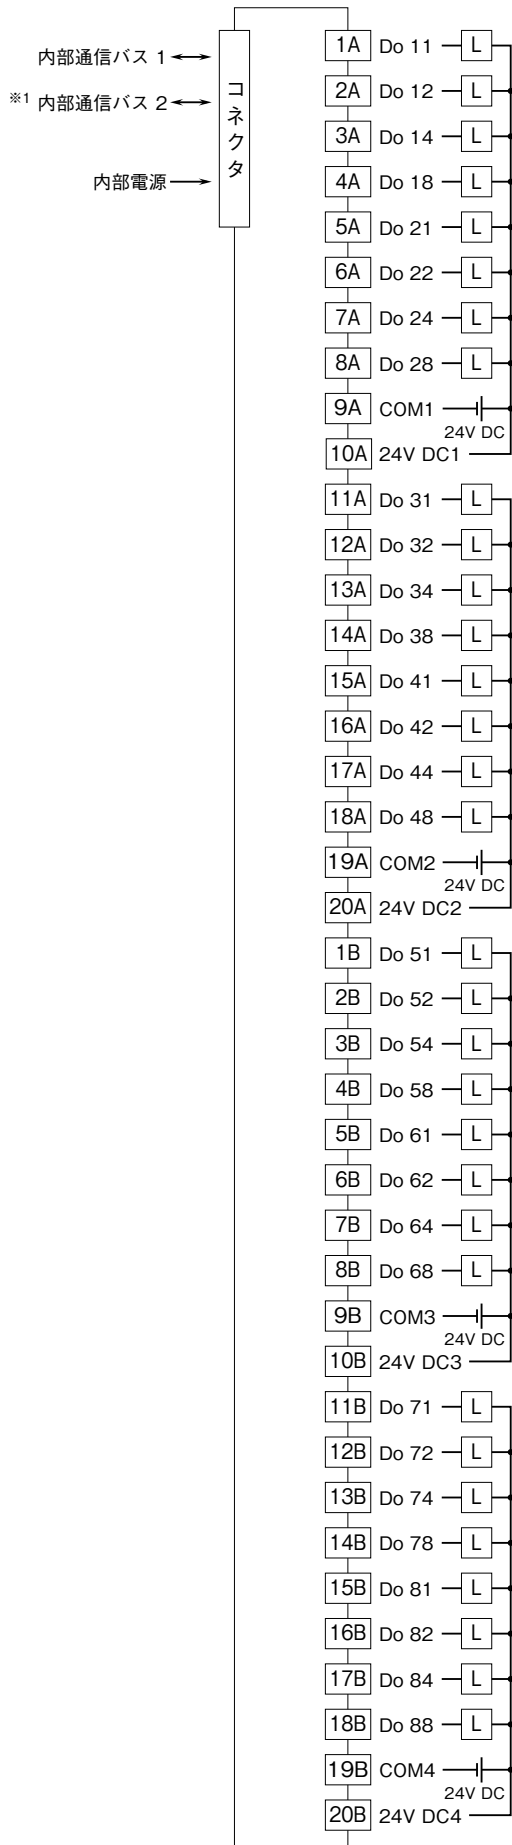 内部通信バス 1
※1 内部通信バス 2
内部電源
コネクタ
1A Do 11 L
2A Do 12 L
3A Do 14 L
4A Do 18 L
5A Do 21 L
6A Do 22 L
7A Do 24 L
8A Do 28 L
9A COM1
24V DC
10A 24V DC1
11A Do 31 L
12A Do 32 L
13A Do 34 L
14A Do 38 L
15A Do 41 L
16A Do 42 L
17A Do 44 L
18A Do 48 L
19A COM2
24V DC
20A 24V DC2
1B Do 51 L
2B Do 52 L
3B Do 54 L
4B Do 58 L
5B Do 61 L
6B Do 62 L
7B Do 64 L
8B Do 68 L
9B COM3
24V DC
10B 24V DC3
11B Do 71 L
12B Do 72 L
13B Do 74 L
14B Do 78 L
15B Do 81 L
16B Do 82 L
17B Do 84 L
18B Do 88 L
19B COM4
24V DC
20B 24V DC4